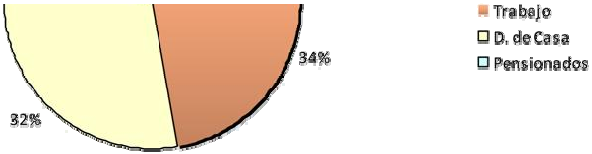 Trabajo
D. de Casa
34%
Pensionados
32%